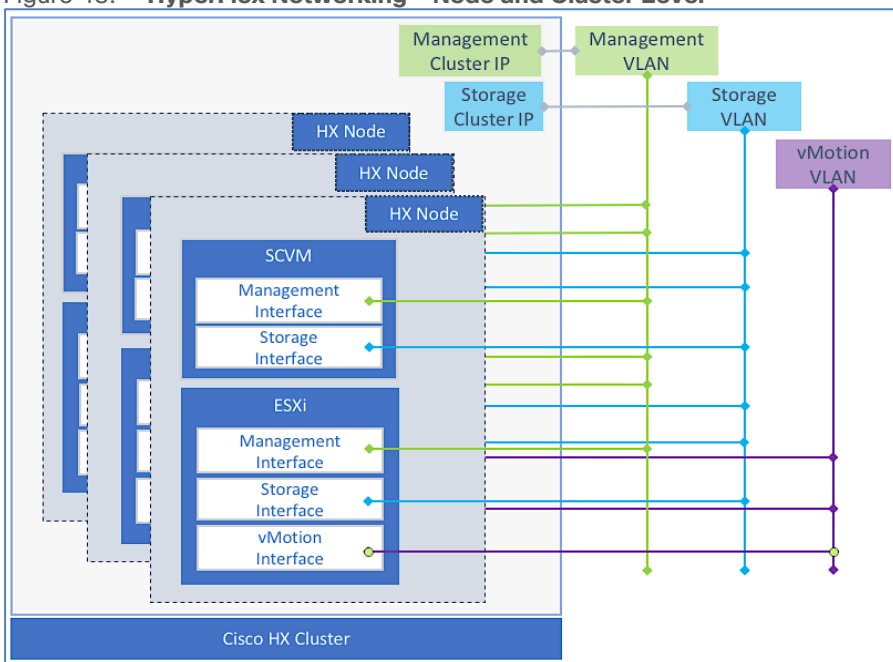 HyperFlex Networking – Node and Cluster Level
Management
Cluster IP
Management
VLAN
Storage
Cluster IP
Storage
VLAN
vMotion
VLAN
HX Node
HX Node
HX Node
SCVM
Management
Interface
Storage
Interface
ESXi
Management
Interface
Storage
Interface
vMotion
Interface
Cisco HX Cluster